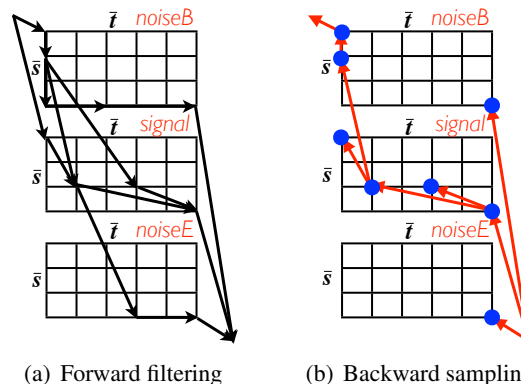 t̄ noiseB
s̄
t̄ signal
s̄
t̄ noiseE
s̄
(a) Forward filtering
t̄ noiseB
s̄
t̄ signal
s̄
t̄ noiseE
s̄
(b) Backward samplin